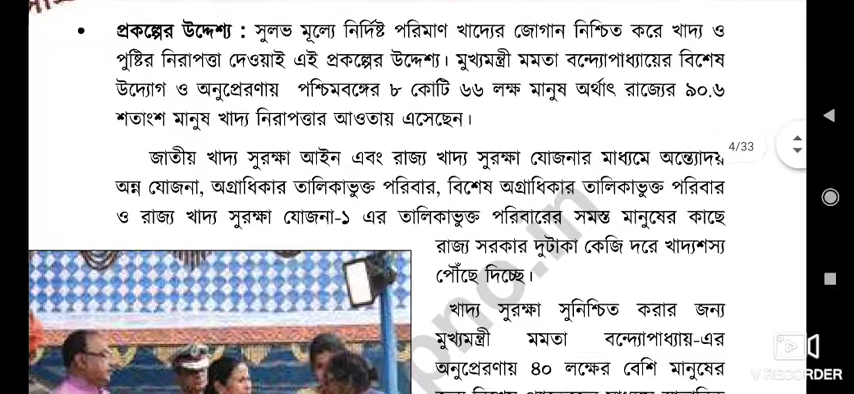 • প্রকল্পের উদ্দেশ্য : সুলভ মূল্যে নির্দিষ্ট পরিমাণ খাদ্যের জোগান নিশ্চিত করে খাদ্য ও
পুষ্টির নিরাপত্তা দেওয়াই এই প্রকল্পের উদ্দেশ্য। মুখ্যমন্ত্রী মমতা বন্দ্যোপাধ্যায়ের বিশেষ
উদ্যোগ ও অনুপ্রেরণায় পশ্চিমবঙ্গের ৮ কোটি ৬৬ লক্ষ মানুষ অর্থাৎ রাজ্যের ৯০.৬
শতাংশ মানুষ খাদ্য নিরাপত্তার আওতায় এসেছেন।
4/33
জাতীয় খাদ্য সুরক্ষা আইন এবং রাজ্য খাদ্য সুরক্ষা যোজনার মাধ্যমে অন্ত্যোদয়
অন্ন যোজনা, অগ্রাধিকার তালিকাভুক্ত পরিবার, বিশেষ অগ্রাধিকার তালিকাভুক্ত পরিবার
ও রাজ্য খাদ্য সুরক্ষা যোজনা-১ এর তালিকাভুক্ত পরিবারের সমস্ত মানুষের কাছে
রাজ্য সরকার দুটাকা কেজি দরে খাদ্যশস্য
পৌঁছে দিচ্ছে।
খাদ্য সুরক্ষা সুনিশ্চিত করার জন্য
মুখ্যমন্ত্রী মমতা বন্দ্যোপাধ্যায়-এর
অনুপ্রেরণায় ৪০ লক্ষের বেশি মানুষের
V RECORDER